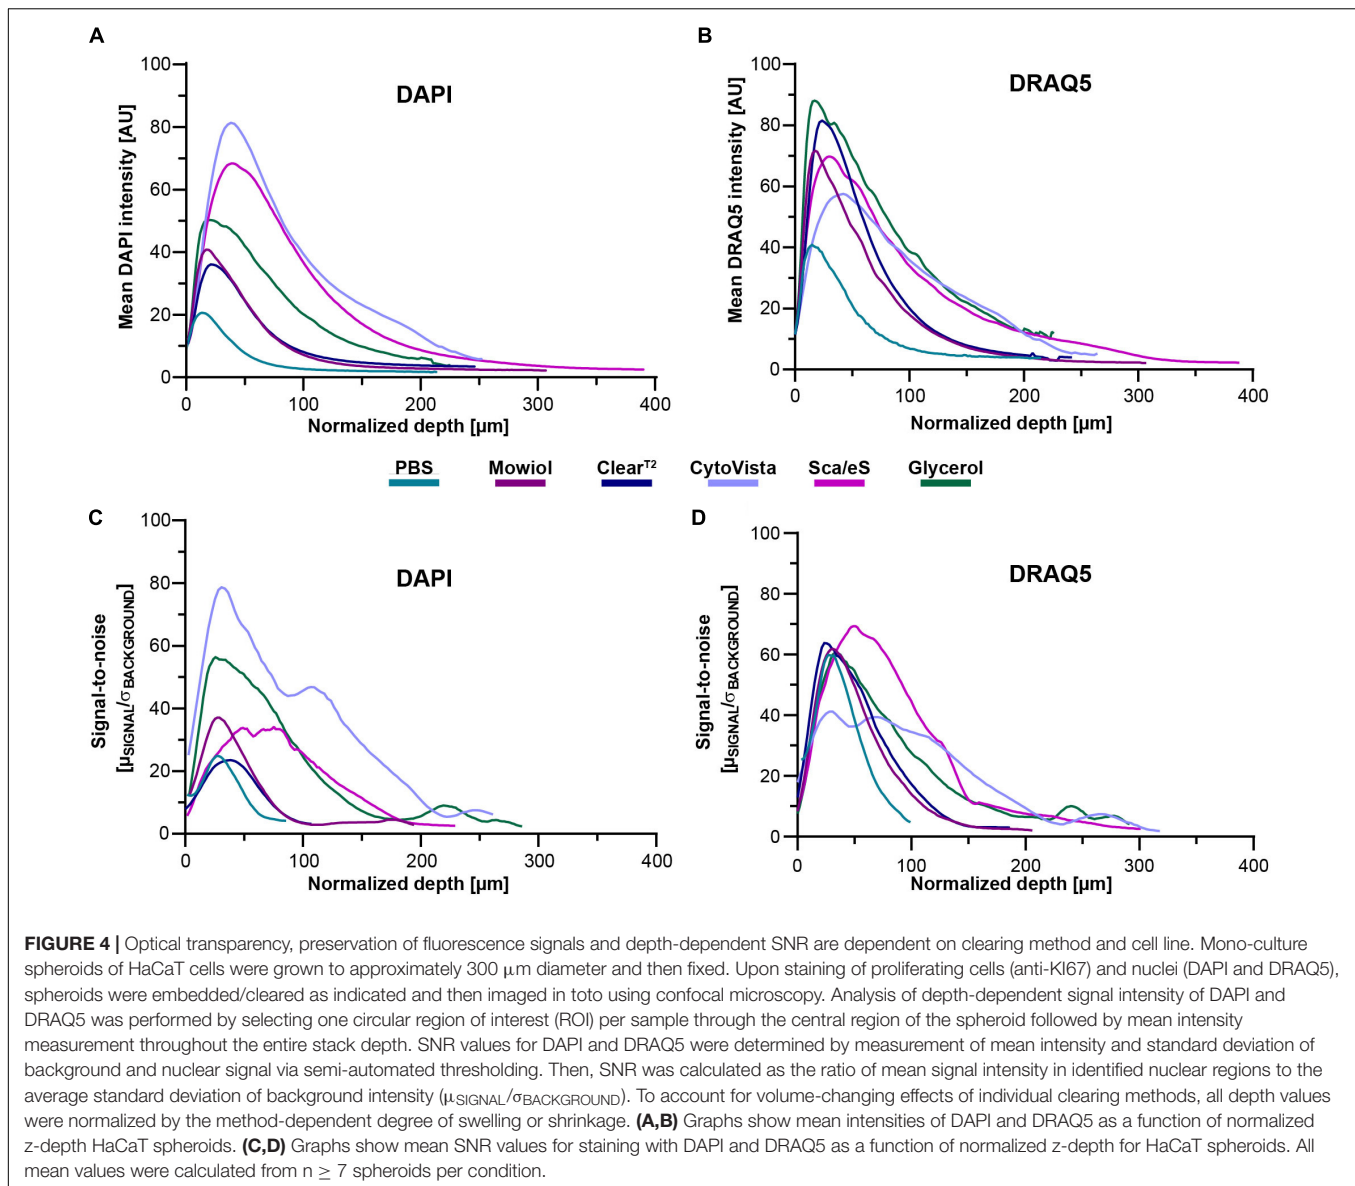 A
B
100
80
60
40
20
0
0
100
200
300
400
Mean DAPI intensity [AU]
DAPI
Normalized depth [µm]
100
80
60
40
20
0
0
100
200
300
400
Mean DRAQ5 intensity [AU]
DRAQ5
Normalized depth [µm]
PBS Mowiol Clearᵀ² CytoVista Sca/eS Glycerol
C
D
100
80
60
40
20
0
0
100
200
300
400
Signal-to-noise
[µSIGNAL/σBACKGROUND]
DAPI
Normalized depth [µm]
100
80
60
40
20
0
0
100
200
300
400
Signal-to-noise
[µSIGNAL/σBACKGROUND]
DRAQ5
Normalized depth [µm]
FIGURE 4 | Optical transparency, preservation of fluorescence signals and depth-dependent SNR are dependent on clearing method and cell line. Mono-culture
spheroids of HaCaT cells were grown to approximately 300 µm diameter and then fixed. Upon staining of proliferating cells (anti-KI67) and nuclei (DAPI and DRAQ5),
spheroids were embedded/cleared as indicated and then imaged in toto using confocal microscopy. Analysis of depth-dependent signal intensity of DAPI and
DRAQ5 was performed by selecting one circular region of interest (ROI) per sample through the central region of the spheroid followed by mean intensity
measurement throughout the entire stack depth. SNR values for DAPI and DRAQ5 were determined by measurement of mean intensity and standard deviation of
background and nuclear signal via semi-automated thresholding. Then, SNR was calculated as the ratio of mean signal intensity in identified nuclear regions to the
average standard deviation of background intensity (µSIGNAL/σBACKGROUND). To account for volume-changing effects of individual clearing methods, all depth values
were normalized by the method-dependent degree of swelling or shrinkage. (A,B) Graphs show mean intensities of DAPI and DRAQ5 as a function of normalized
z-depth HaCaT spheroids. (C,D) Graphs show mean SNR values for staining with DAPI and DRAQ5 as a function of normalized z-depth for HaCaT spheroids. All
mean values were calculated from n ≥ 7 spheroids per condition.